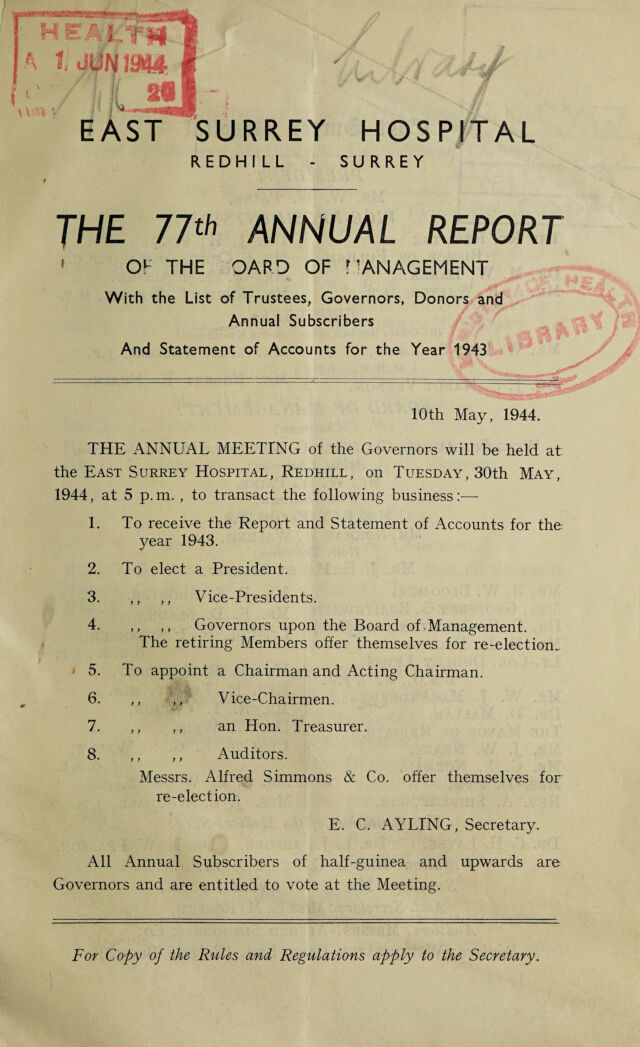 HEALTH
1 JUN 1944
Library
EAST SURREY HOSPITAL
REDHILL - SURREY
THE 77th ANNUAL REPORT
OF THE OARD OF MANAGEMENT
With the List of Trustees, Governors, Donors and
Annual Subscribers
And Statement of Accounts for the Year 1943
MINISTRY OF HEALTH
LIBRARY
10th May, 1944.
THE ANNUAL MEETING of the Governors will be held at
the EAST SURREY HOSPITAL, REDHILL, on TUESDAY, 30th MAY,
1944, at 5 p.m., to transact the following business:—
1. To receive the Report and Statement of Accounts for the
year 1943.
2. To elect a President.
3. ,, ,, Vice-Presidents.
4. ,, ,, Governors upon the Board of Management.
The retiring Members offer themselves for re-election.
5. To appoint a Chairman and Acting Chairman.
6. ,, ,, Vice-Chairmen.
7. ,, ,, an Hon. Treasurer.
8. ,, ,, Auditors.
Messrs. Alfred Simmons & Co. offer themselves for
re-election.
E. C. AYLING, Secretary.
All Annual Subscribers of half-guinea and upwards are
Governors and are entitled to vote at the Meeting.
For Copy of the Rules and Regulations apply to the Secretary.